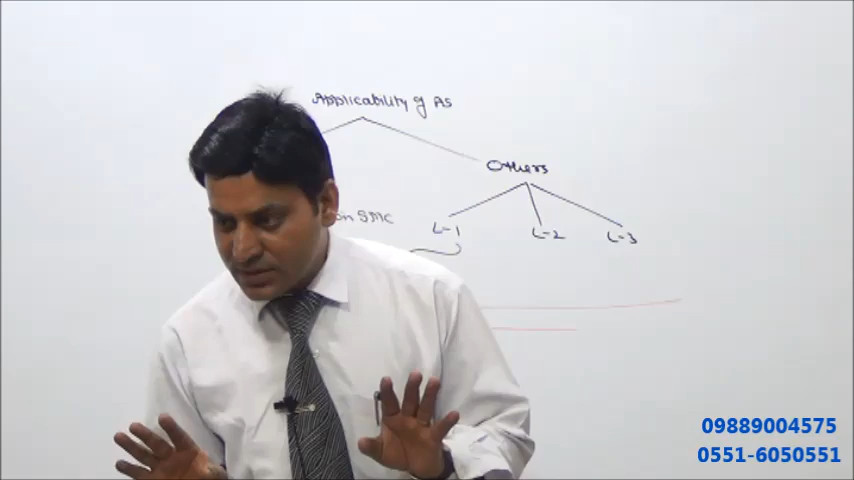 Applicability of AS
Others
on SMC
L-1
L-2
L-3
09889004575
0551-6050551